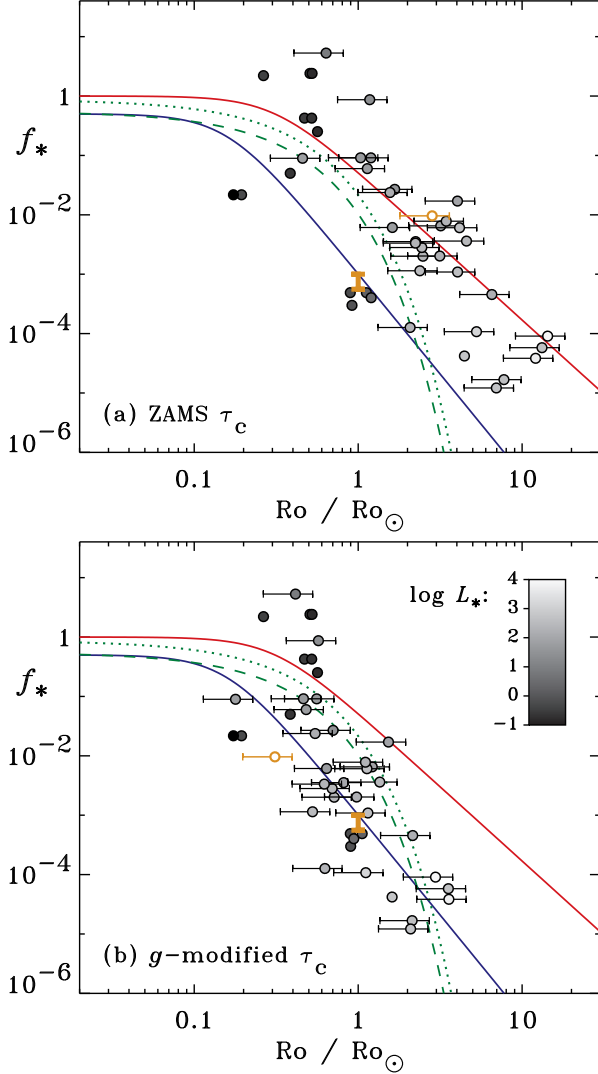 1
f*
10⁻²
10⁻⁴
(a) ZAMS τc
10⁻⁶
0.1 1 10
Ro / Ro⊙
log L*:
4
3
2
1
0
−1
1
f*
10⁻²
10⁻⁴
(b) g−modified τc
10⁻⁶
0.1 1 10
Ro / Ro⊙